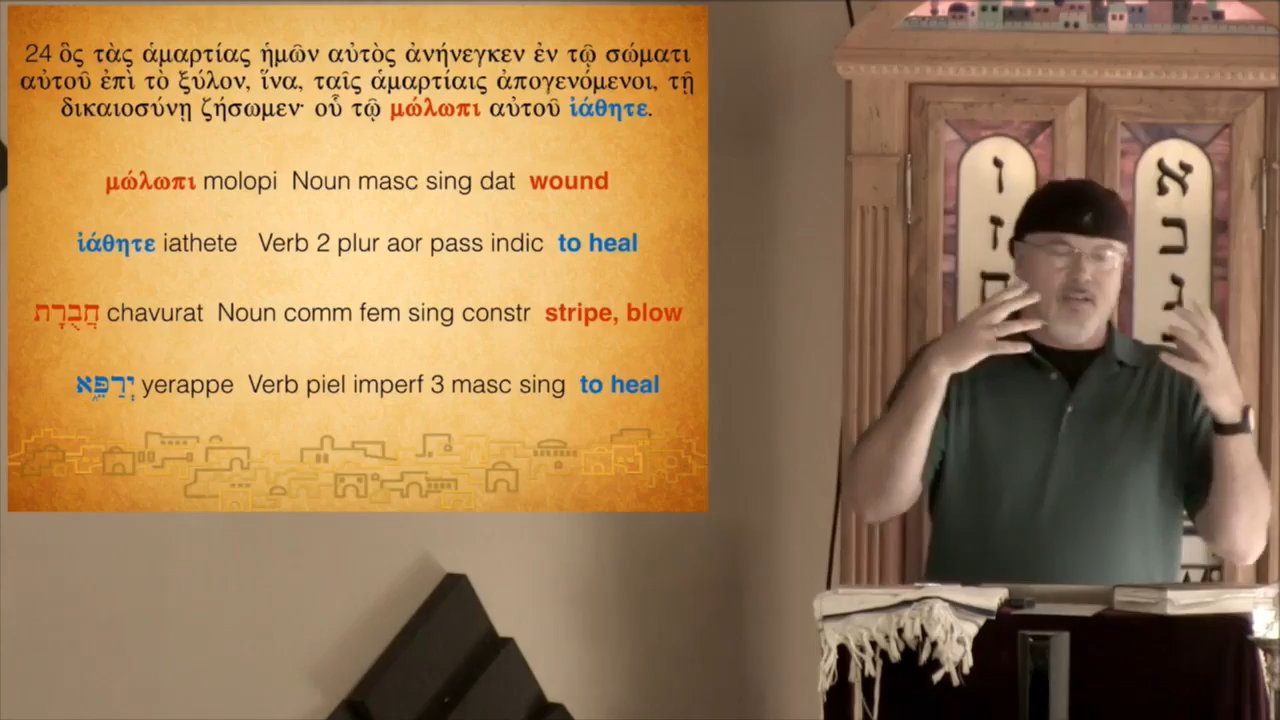 24 ὃς τὰς ἁμαρτίας ἡμῶν αὐτὸς ἀνήνεγκεν ἐν τῷ σώματι
αὐτοῦ ἐπὶ τὸ ξύλον, ἵνα, ταῖς ἁμαρτίαις ἀπογενόμενοι, τῇ
δικαιοσύνῃ ζήσωμεν· οὗ τῷ μώλωπι αὐτοῦ ἰάθητε.
μώλωπι molopi Noun masc sing dat wound
ἰάθητε iathete Verb 2 plur aor pass indic to heal
חֲבֻרָת chavurat Noun comm fem sing constr stripe, blow
יְרַפֵּא yerappe Verb piel imperf 3 masc sing to heal
ו
ז
ח
א
ב
ג